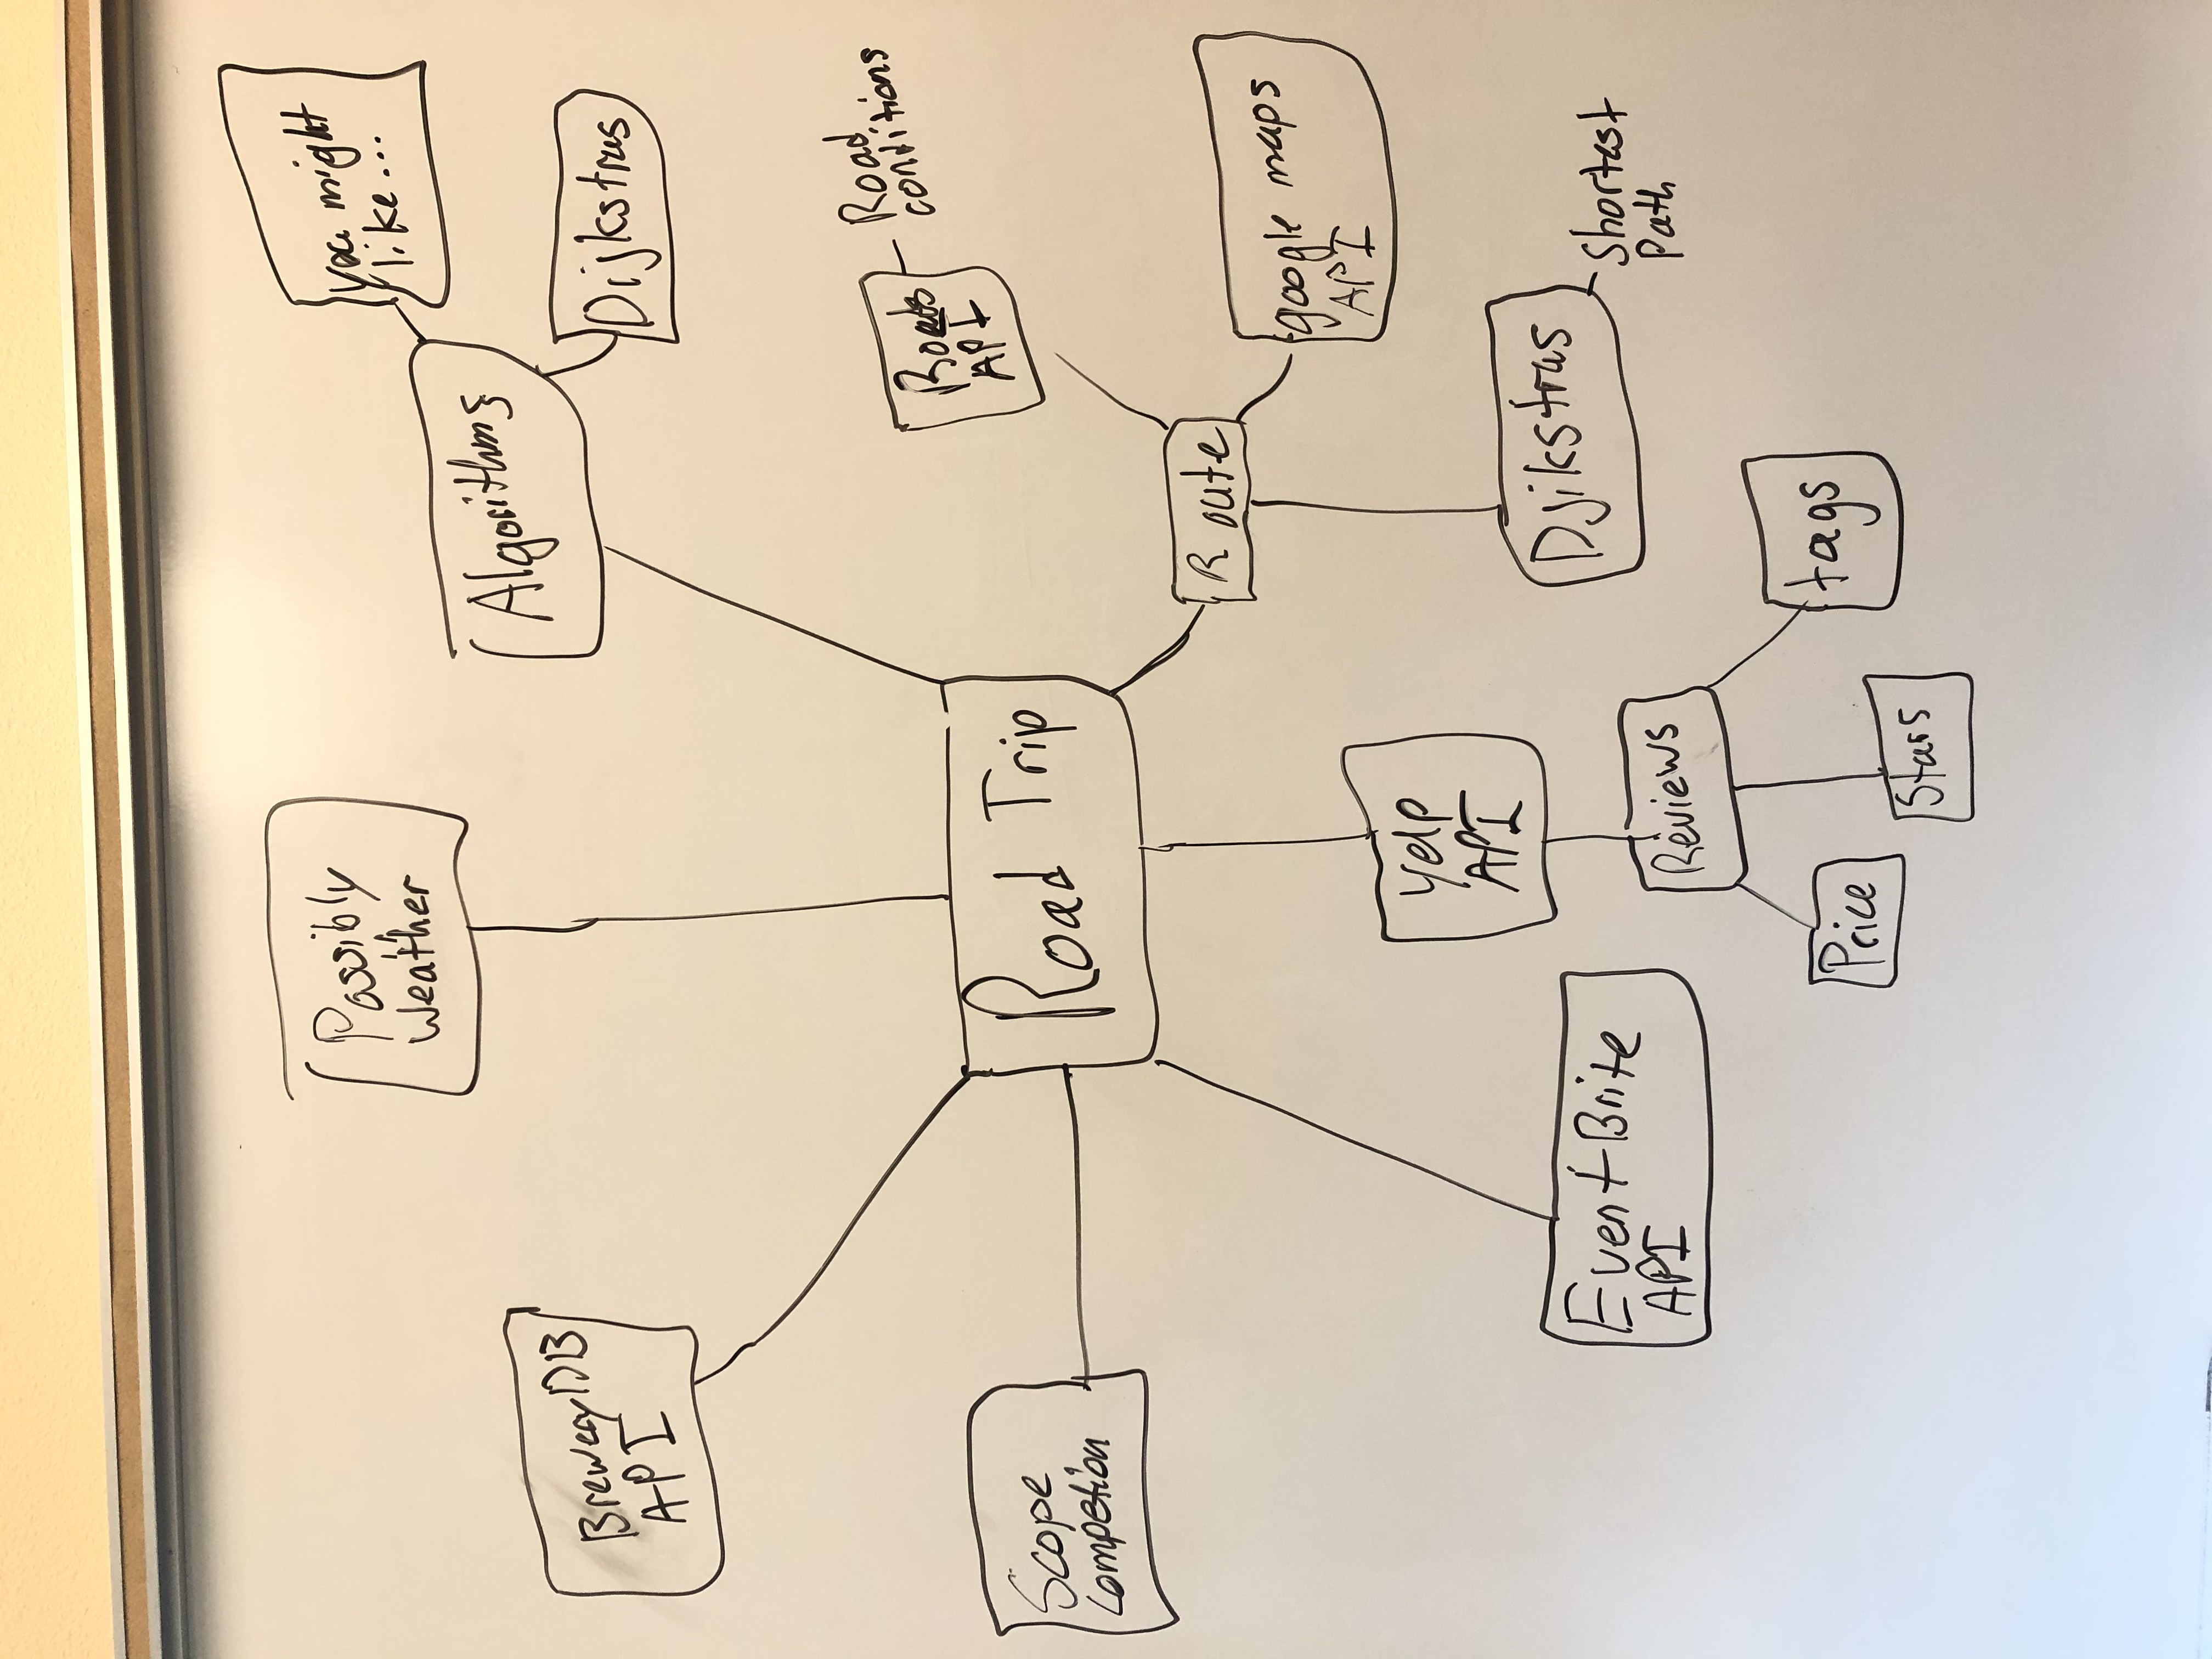 Possibly
Weather
you might
like...
Algorithms
Dijkstras
BreweryDB
API
Road
conditions
Roads
API
Scope
Competion
Road Trip
Route
google maps
API
Yelp
API
Djikstras
Shortest
Path
EventBrite
API
Reviews
Price
Stars
tags